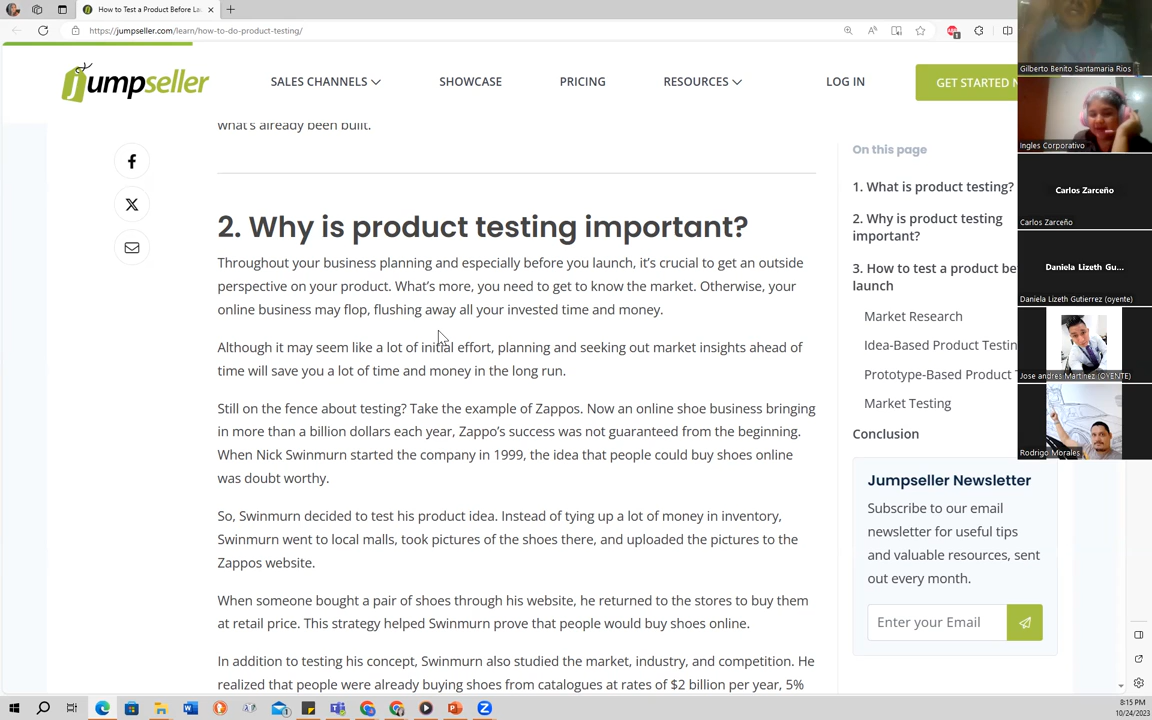 How to Test a Product Before La
https://jumpseller.com/learn/how-to-do-product-testing/
jumpseller
SALES CHANNELS
SHOWCASE
PRICING
RESOURCES
LOG IN
GET STARTED N
what's already been built.
2. Why is product testing important?
Throughout your business planning and especially before you launch, it's crucial to get an outside
perspective on your product. What's more, you need to get to know the market. Otherwise, your
online business may flop, flushing away all your invested time and money.
Although it may seem like a lot of initial effort, planning and seeking out market insights ahead of
time will save you a lot of time and money in the long run.
Still on the fence about testing? Take the example of Zappos. Now an online shoe business bringing
in more than a billion dollars each year, Zappo's success was not guaranteed from the beginning.
When Nick Swinmurn started the company in 1999, the idea that people could buy shoes online
was doubt worthy.
So, Swinmurn decided to test his product idea. Instead of tying up a lot of money in inventory,
Swinmurn went to local malls, took pictures of the shoes there, and uploaded the pictures to the
Zappos website.
When someone bought a pair of shoes through his website, he returned to the stores to buy them
at retail price. This strategy helped Swinmurn prove that people would buy shoes online.
In addition to testing his concept, Swinmurn also studied the market, industry, and competition. He
realized that people were already buying shoes from catalogues at rates of $2 billion per year, 5%
On this page
1. What is product testing?
2. Why is product testing
important?
3. How to test a product be
launch
Market Research
Idea-Based Product Testin
Prototype-Based Product T
Market Testing
Conclusion
Jumpseller Newsletter
Subscribe to our email
newsletter for useful tips
and valuable resources, sent
out every month.
Enter your Email
Gilberto Benito Santamaria Rios
Ingles Corporativo
Carlos Zarceño
Carlos Zarceño
Daniela Lizeth Gu...
Daniela Lizeth Gutierrez (oyente)
Jose andres Martinez (OYENTE)
Rodrigo Morales
8:15 PM
10/24/2023